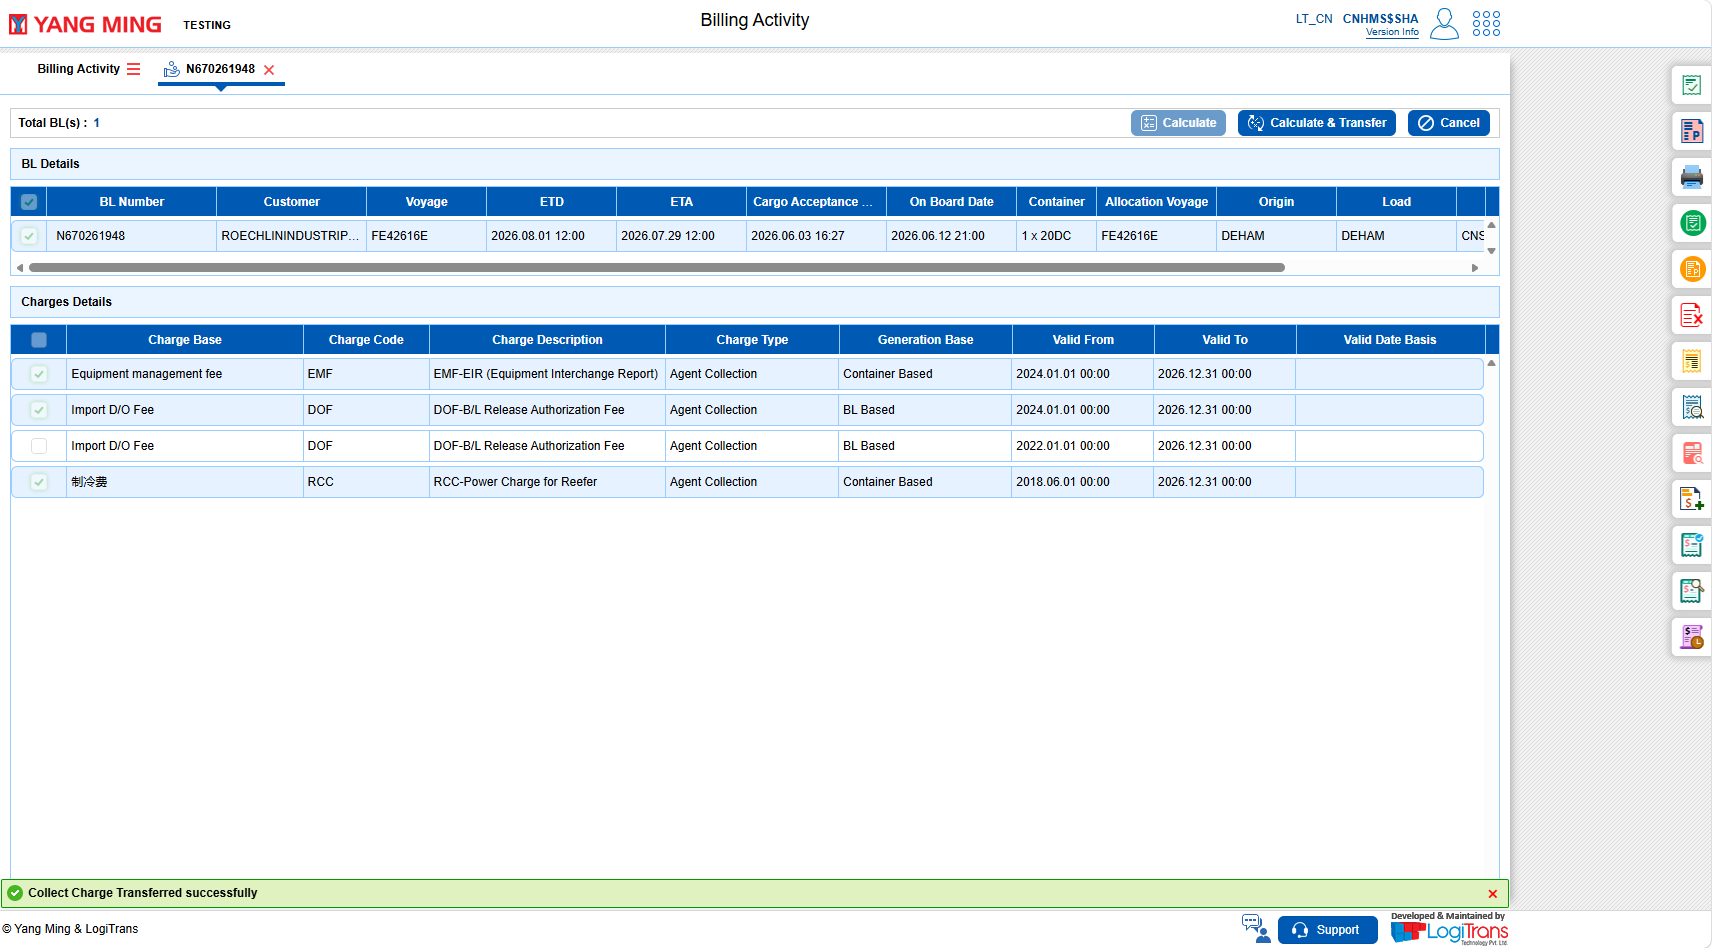 YANG MING TESTING Billing Activity LT_CN CNHMS$SHA
Version Info
Billing Activity N670261948
Total BL(s) : 1 Calculate Calculate & Transfer Cancel
BL Details
BL Number Customer Voyage ETD ETA Cargo Acceptance ... On Board Date Container Allocation Voyage Origin Load
N670261948 ROECHLININDUSTRIP... FE42616E 2026.08.01 12:00 2026.07.29 12:00 2026.06.03 16:27 2026.06.12 21:00 1 x 20DC FE42616E DEHAM DEHAM CNS
Charges Details
Charge Base Charge Code Charge Description Charge Type Generation Base Valid From Valid To Valid Date Basis
Equipment management fee EMF EMF-EIR (Equipment Interchange Report) Agent Collection Container Based 2024.01.01 00:00 2026.12.31 00:00
Import D/O Fee DOF DOF-B/L Release Authorization Fee Agent Collection BL Based 2024.01.01 00:00 2026.12.31 00:00
Import D/O Fee DOF DOF-B/L Release Authorization Fee Agent Collection BL Based 2022.01.01 00:00 2026.12.31 00:00
制冷费 RCC RCC-Power Charge for Reefer Agent Collection Container Based 2018.06.01 00:00 2026.12.31 00:00
Collect Charge Transferred successfully
© Yang Ming & LogiTrans Support Developed & Maintained by
LogiTrans
Technology Pvt. Ltd.